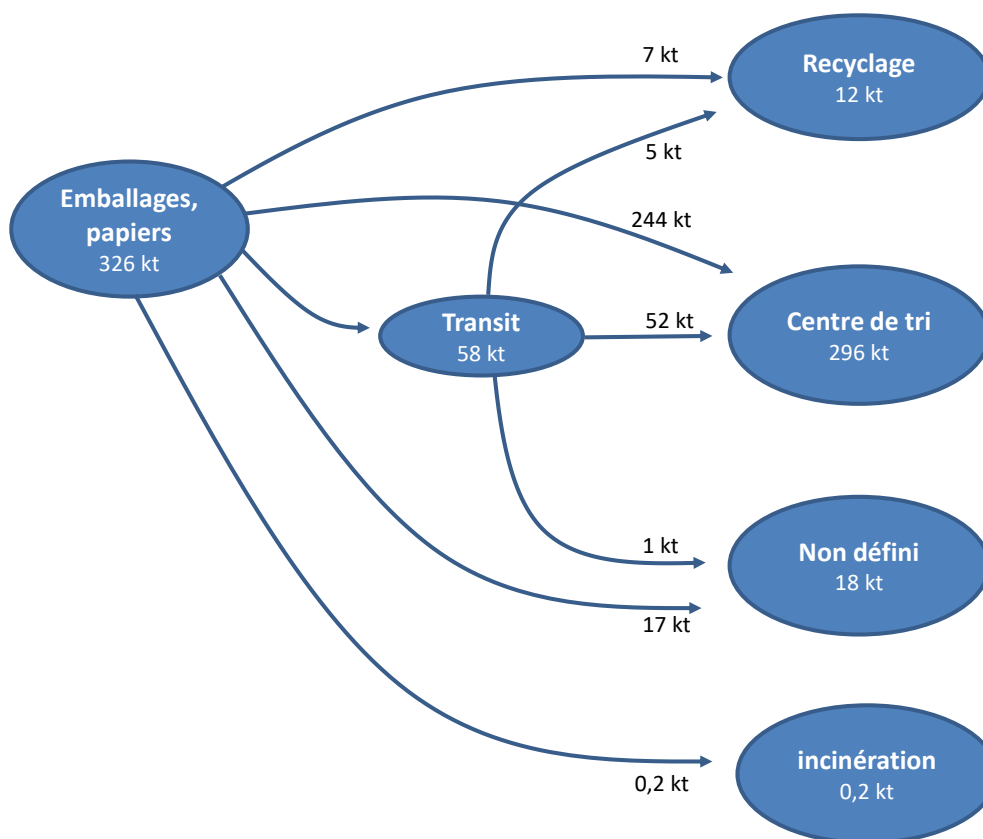 7 kt
Recyclage
12 kt
5 kt
Emballages,
papiers
326 kt
244 kt
Transit
58 kt
52 kt
Centre de tri
296 kt
1 kt
Non défini
18 kt
17 kt
incinération
0,2 kt
0,2 kt